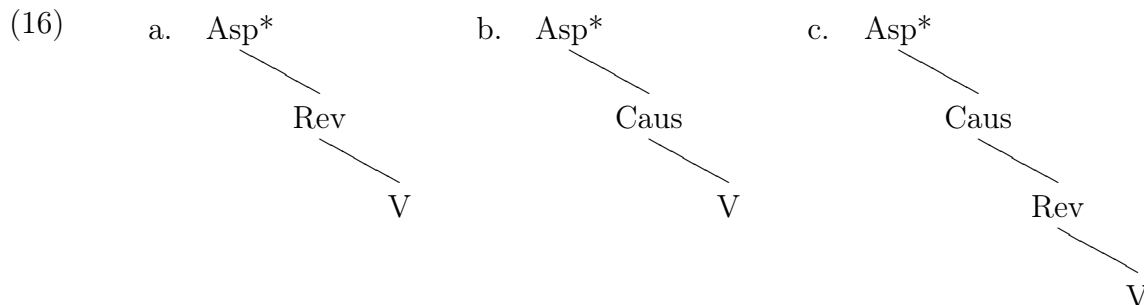 (16) a. Asp* b. Asp* c. Asp*
Rev Caus Caus
V V Rev
V